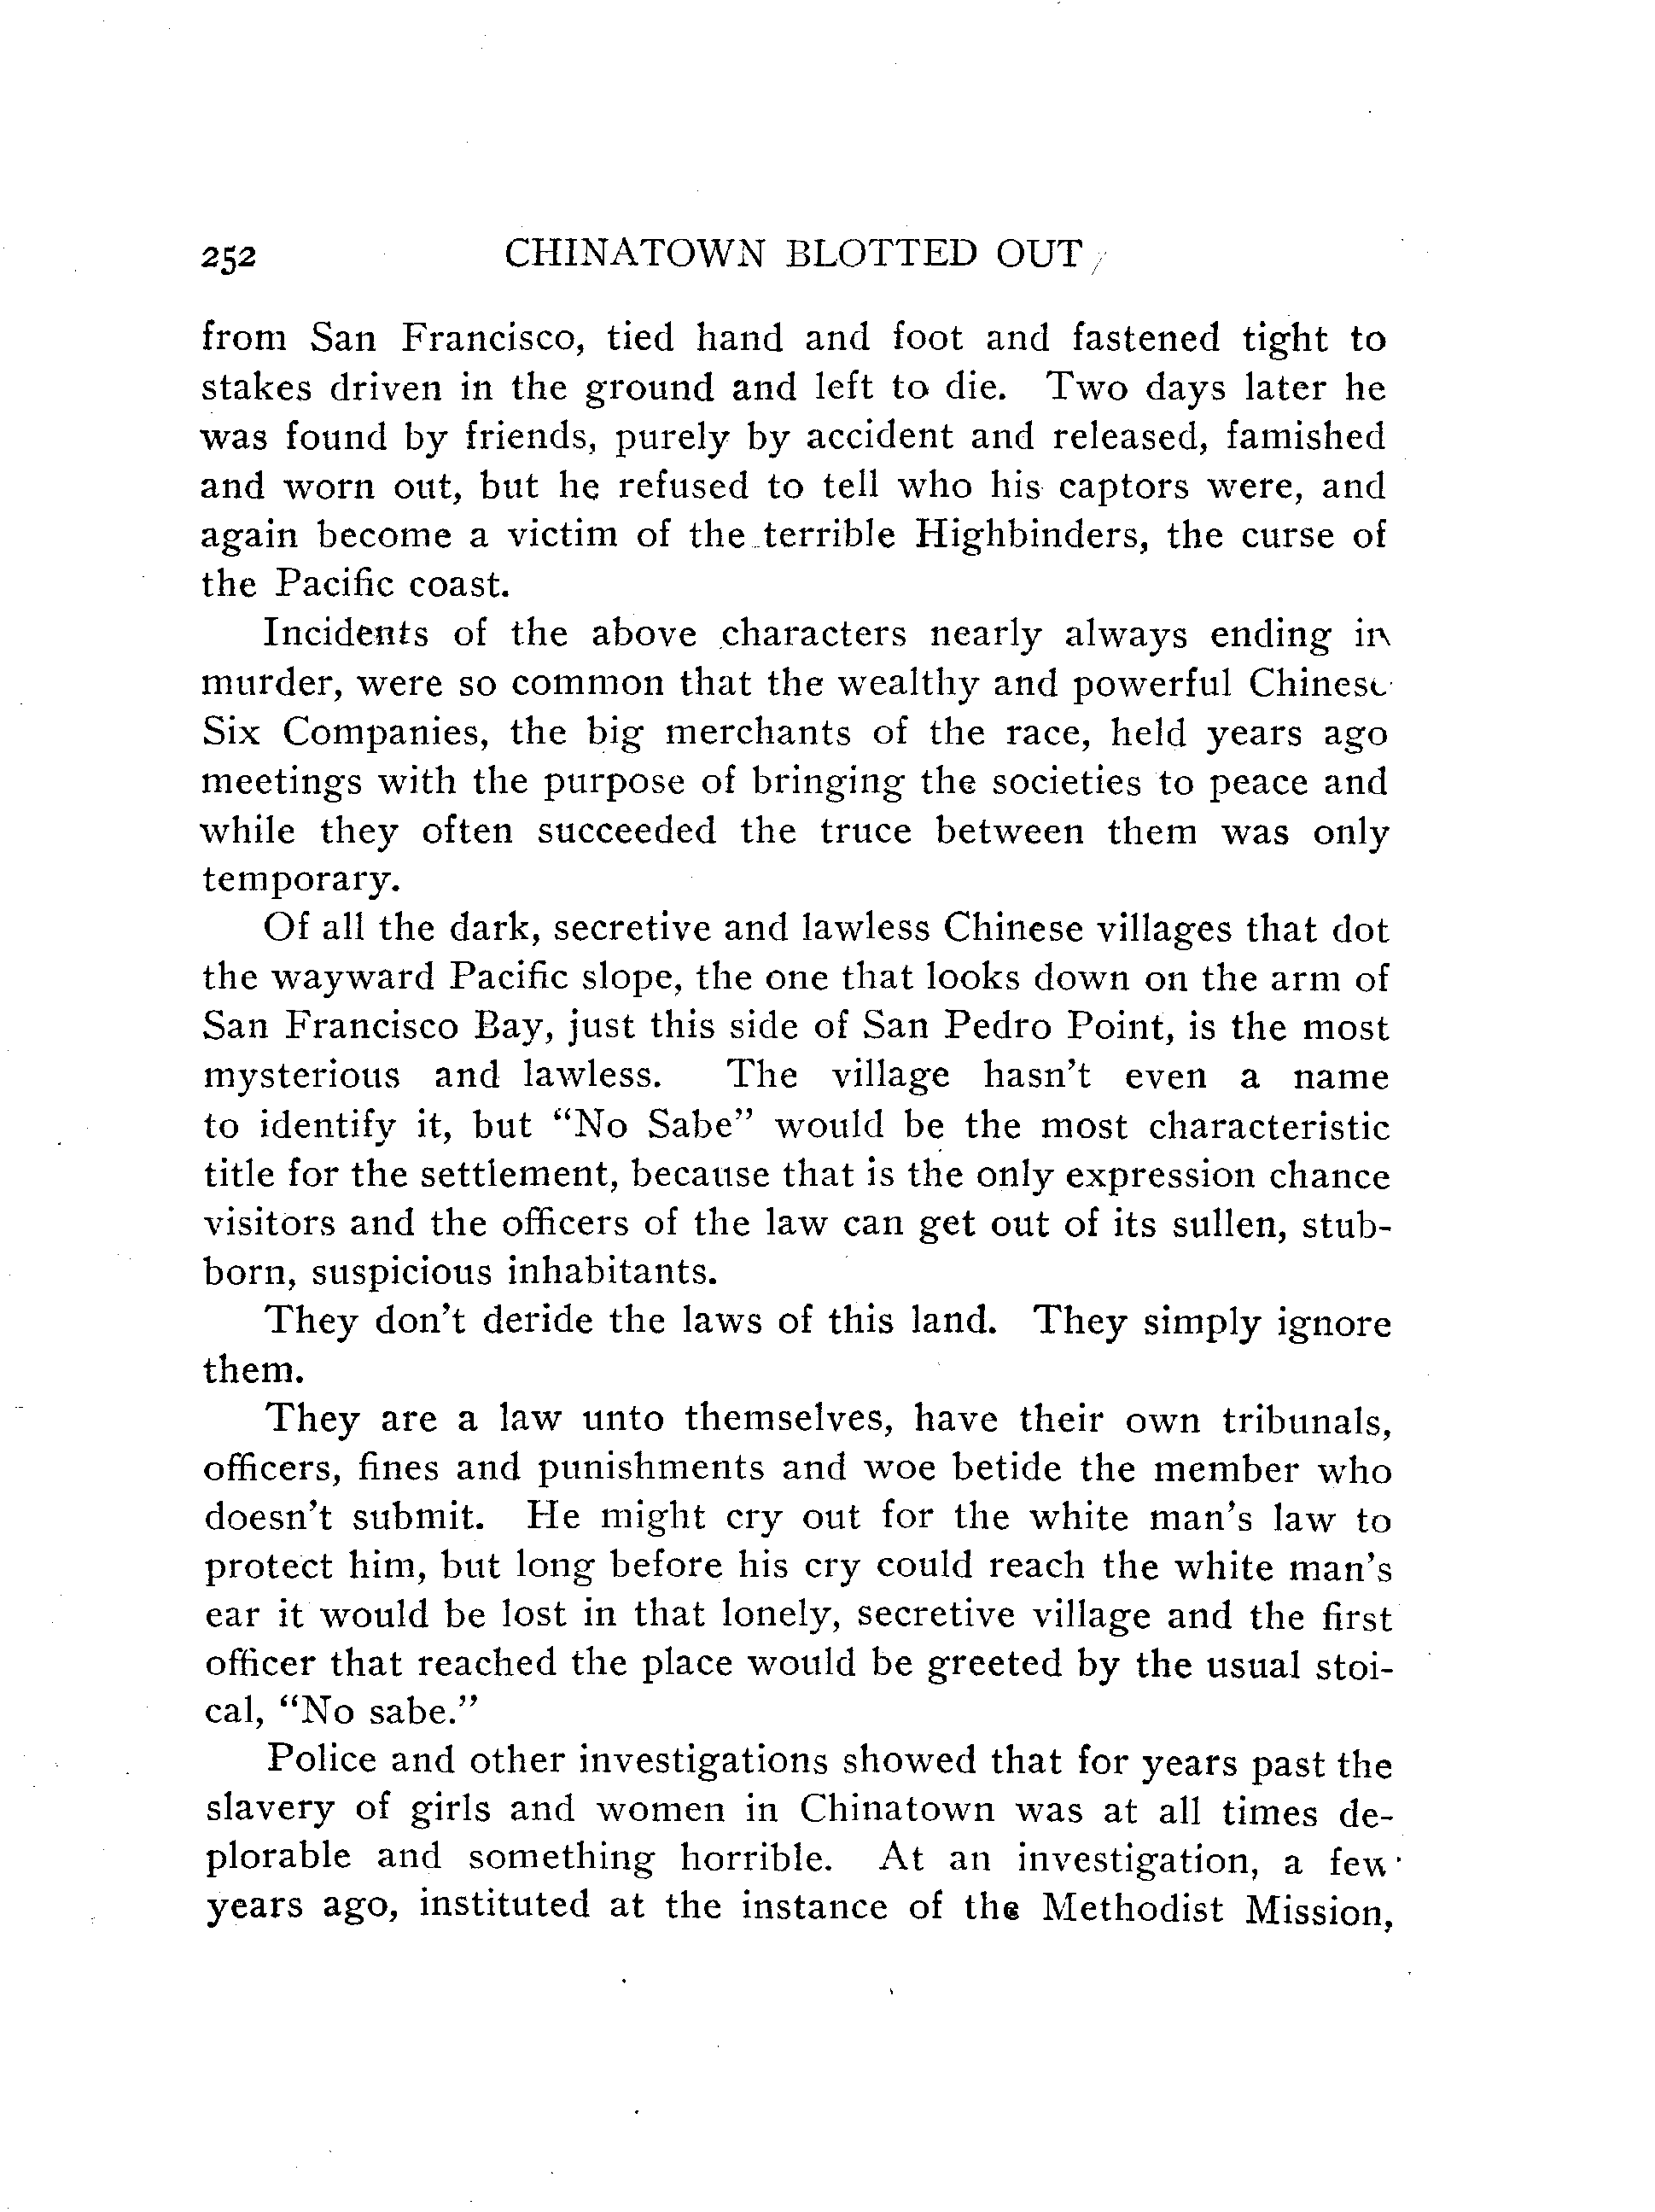 252 CHINATOWN BLOTTED OUT
from San Francisco, tied hand and foot and fastened tight to
stakes driven in the ground and left to die. Two days later he
was found by friends, purely by accident and released, famished
and worn out, but he refused to tell who his captors were, and
again become a victim of the terrible Highbinders, the curse of
the Pacific coast.
Incidents of the above characters nearly always ending in
murder, were so common that the wealthy and powerful Chinese
Six Companies, the big merchants of the race, held years ago
meetings with the purpose of bringing the societies to peace and
while they often succeeded the truce between them was only
temporary.
Of all the dark, secretive and lawless Chinese villages that dot
the wayward Pacific slope, the one that looks down on the arm of
San Francisco Bay, just this side of San Pedro Point, is the most
mysterious and lawless. The village hasn't even a name
to identify it, but "No Sabe" would be the most characteristic
title for the settlement, because that is the only expression chance
visitors and the officers of the law can get out of its sullen, stub-
born, suspicious inhabitants.
They don't deride the laws of this land. They simply ignore
them.
They are a law unto themselves, have their own tribunals,
officers, fines and punishments and woe betide the member who
doesn't submit. He might cry out for the white man's law to
protect him, but long before his cry could reach the white man's
ear it would be lost in that lonely, secretive village and the first
officer that reached the place would be greeted by the usual stoi-
cal, "No sabe."
Police and other investigations showed that for years past the
slavery of girls and women in Chinatown was at all times de-
plorable and something horrible. At an investigation, a few
years ago, instituted at the instance of the Methodist Mission,